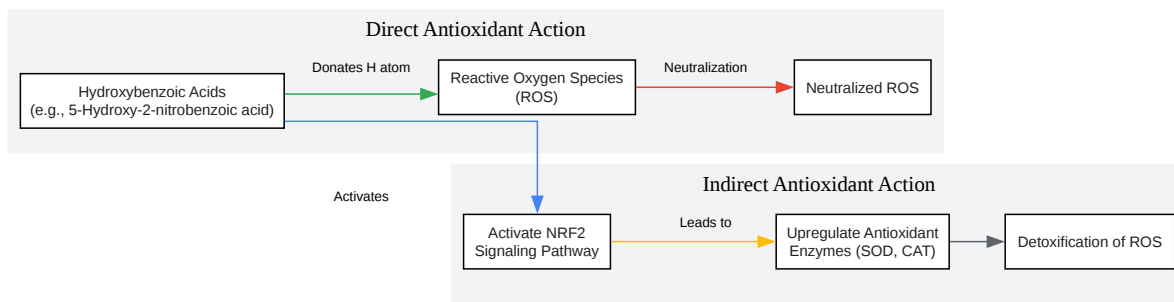 Direct Antioxidant Action
Donates H atom
Neutralization
Hydroxybenzoic Acids
(e.g., 5-Hydroxy-2-nitrobenzoic acid)
Reactive Oxygen Species
(ROS)
Neutralized ROS
Activates
Indirect Antioxidant Action
Leads to
Activate NRF2
Signaling Pathway
Upregulate Antioxidant
Enzymes (SOD, CAT)
Detoxification of ROS